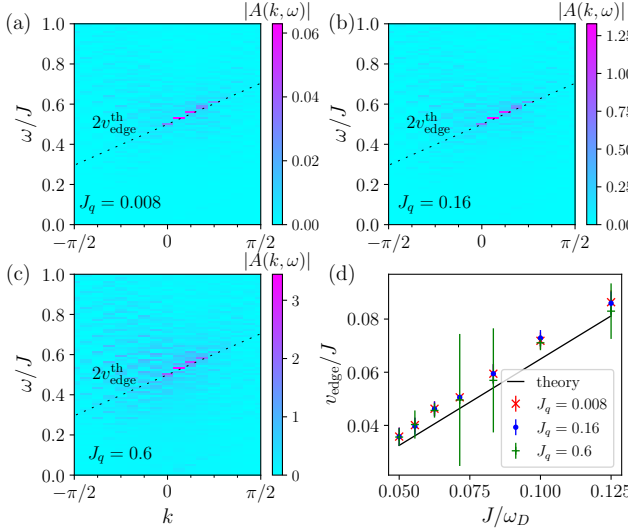 (a)
|A(k, ω)|
ω/J
1.0
0.8
0.6
0.4
0.2
0.0
2v_edge^th
J_q = 0.008
−π/2
0
π/2
0.06
0.04
0.02
0.00
(b)
|A(k, ω)|
ω/J
1.0
0.8
0.6
0.4
0.2
0.0
2v_edge^th
J_q = 0.16
−π/2
0
π/2
1.25
1.00
0.75
0.50
0.25
0.00
(c)
|A(k, ω)|
ω/J
1.0
0.8
0.6
0.4
0.2
0.0
2v_edge^th
J_q = 0.6
−π/2
0
π/2
k
3
2
1
0
(d)
v_edge/J
0.08
0.06
0.04
theory
J_q = 0.008
J_q = 0.16
J_q = 0.6
0.050
0.075
0.100
0.125
J/ω_D